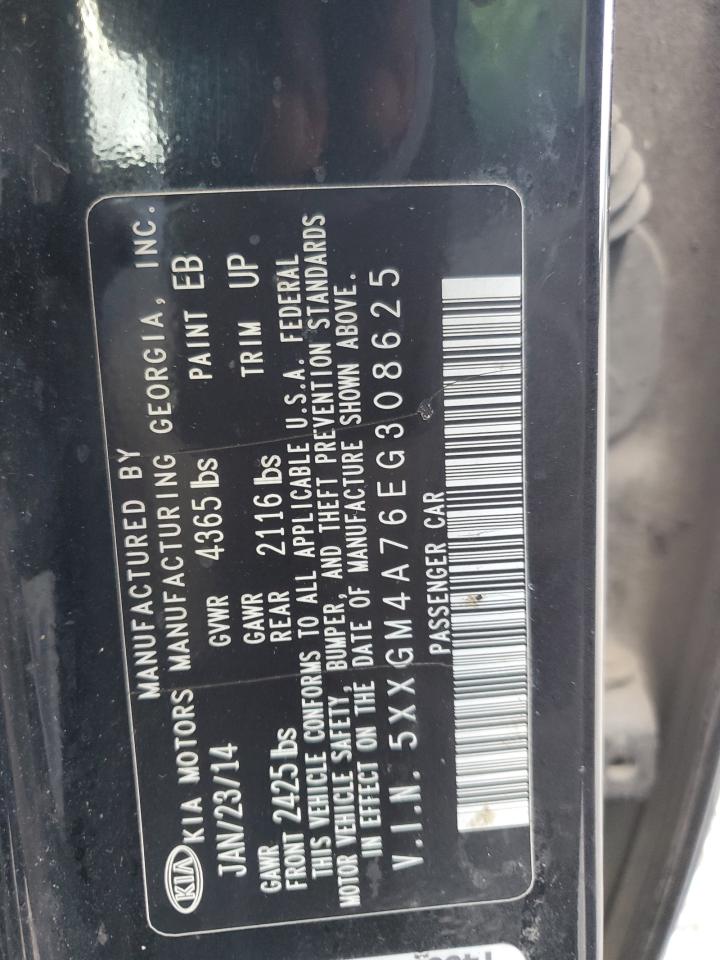 MANUFACTURED BY
KIA KIA MOTORS MANUFACTURING GEORGIA, INC.
JAN/23/14 GVWR 4365 lbs PAINT EB
GAWR FRONT 2425 lbs GAWR REAR 2116 lbs TRIM UP
THIS VEHICLE CONFORMS TO ALL APPLICABLE U.S.A. FEDERAL
MOTOR VEHICLE SAFETY, BUMPER, AND THEFT PREVENTION STANDARDS
IN EFFECT ON THE DATE OF MANUFACTURE SHOWN ABOVE.
V.I.N. 5XXGM4A76EG308625
PASSENGER CAR